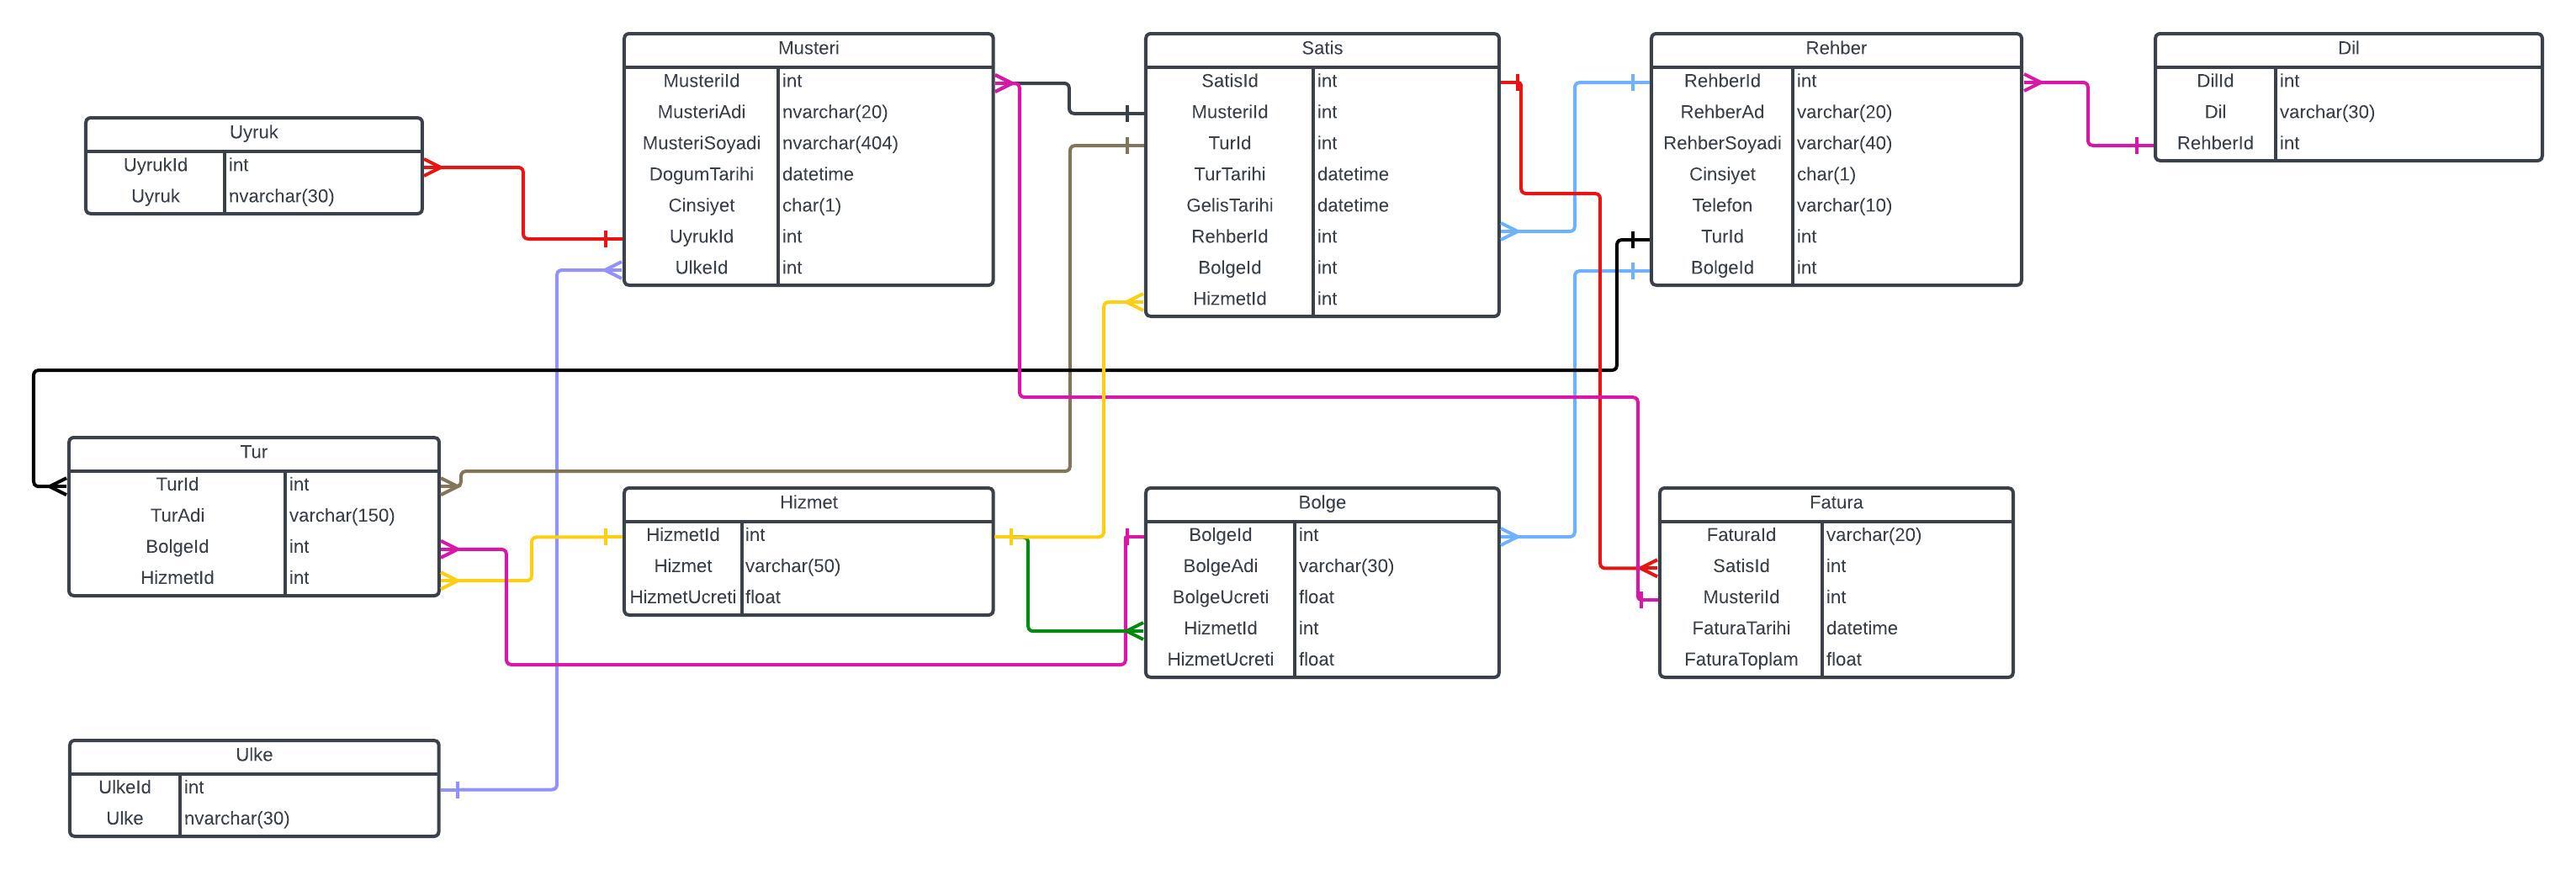 Uyruk
UyrukId int
Uyruk nvarchar(30)
Musteri
MusteriId int
MusteriAdi nvarchar(20)
MusteriSoyadi nvarchar(404)
DogumTarihi datetime
Cinsiyet char(1)
UyrukId int
UlkeId int
Satis
SatisId int
MusteriId int
TurId int
TurTarihi datetime
GelisTarihi datetime
RehberId int
BolgeId int
HizmetId int
Rehber
RehberId int
RehberAd varchar(20)
RehberSoyadi varchar(40)
Cinsiyet char(1)
Telefon varchar(10)
TurId int
BolgeId int
Dil
DilId int
Dil varchar(30)
RehberId int
Tur
TurId int
TurAdi varchar(150)
BolgeId int
HizmetId int
Hizmet
HizmetId int
Hizmet varchar(50)
HizmetUcreti float
Bolge
BolgeId int
BolgeAdi varchar(30)
BolgeUcreti float
HizmetId int
HizmetUcreti float
Fatura
FaturaId varchar(20)
SatisId int
MusteriId int
FaturaTarihi datetime
FaturaToplam float
Ulke
UlkeId int
Ulke nvarchar(30)